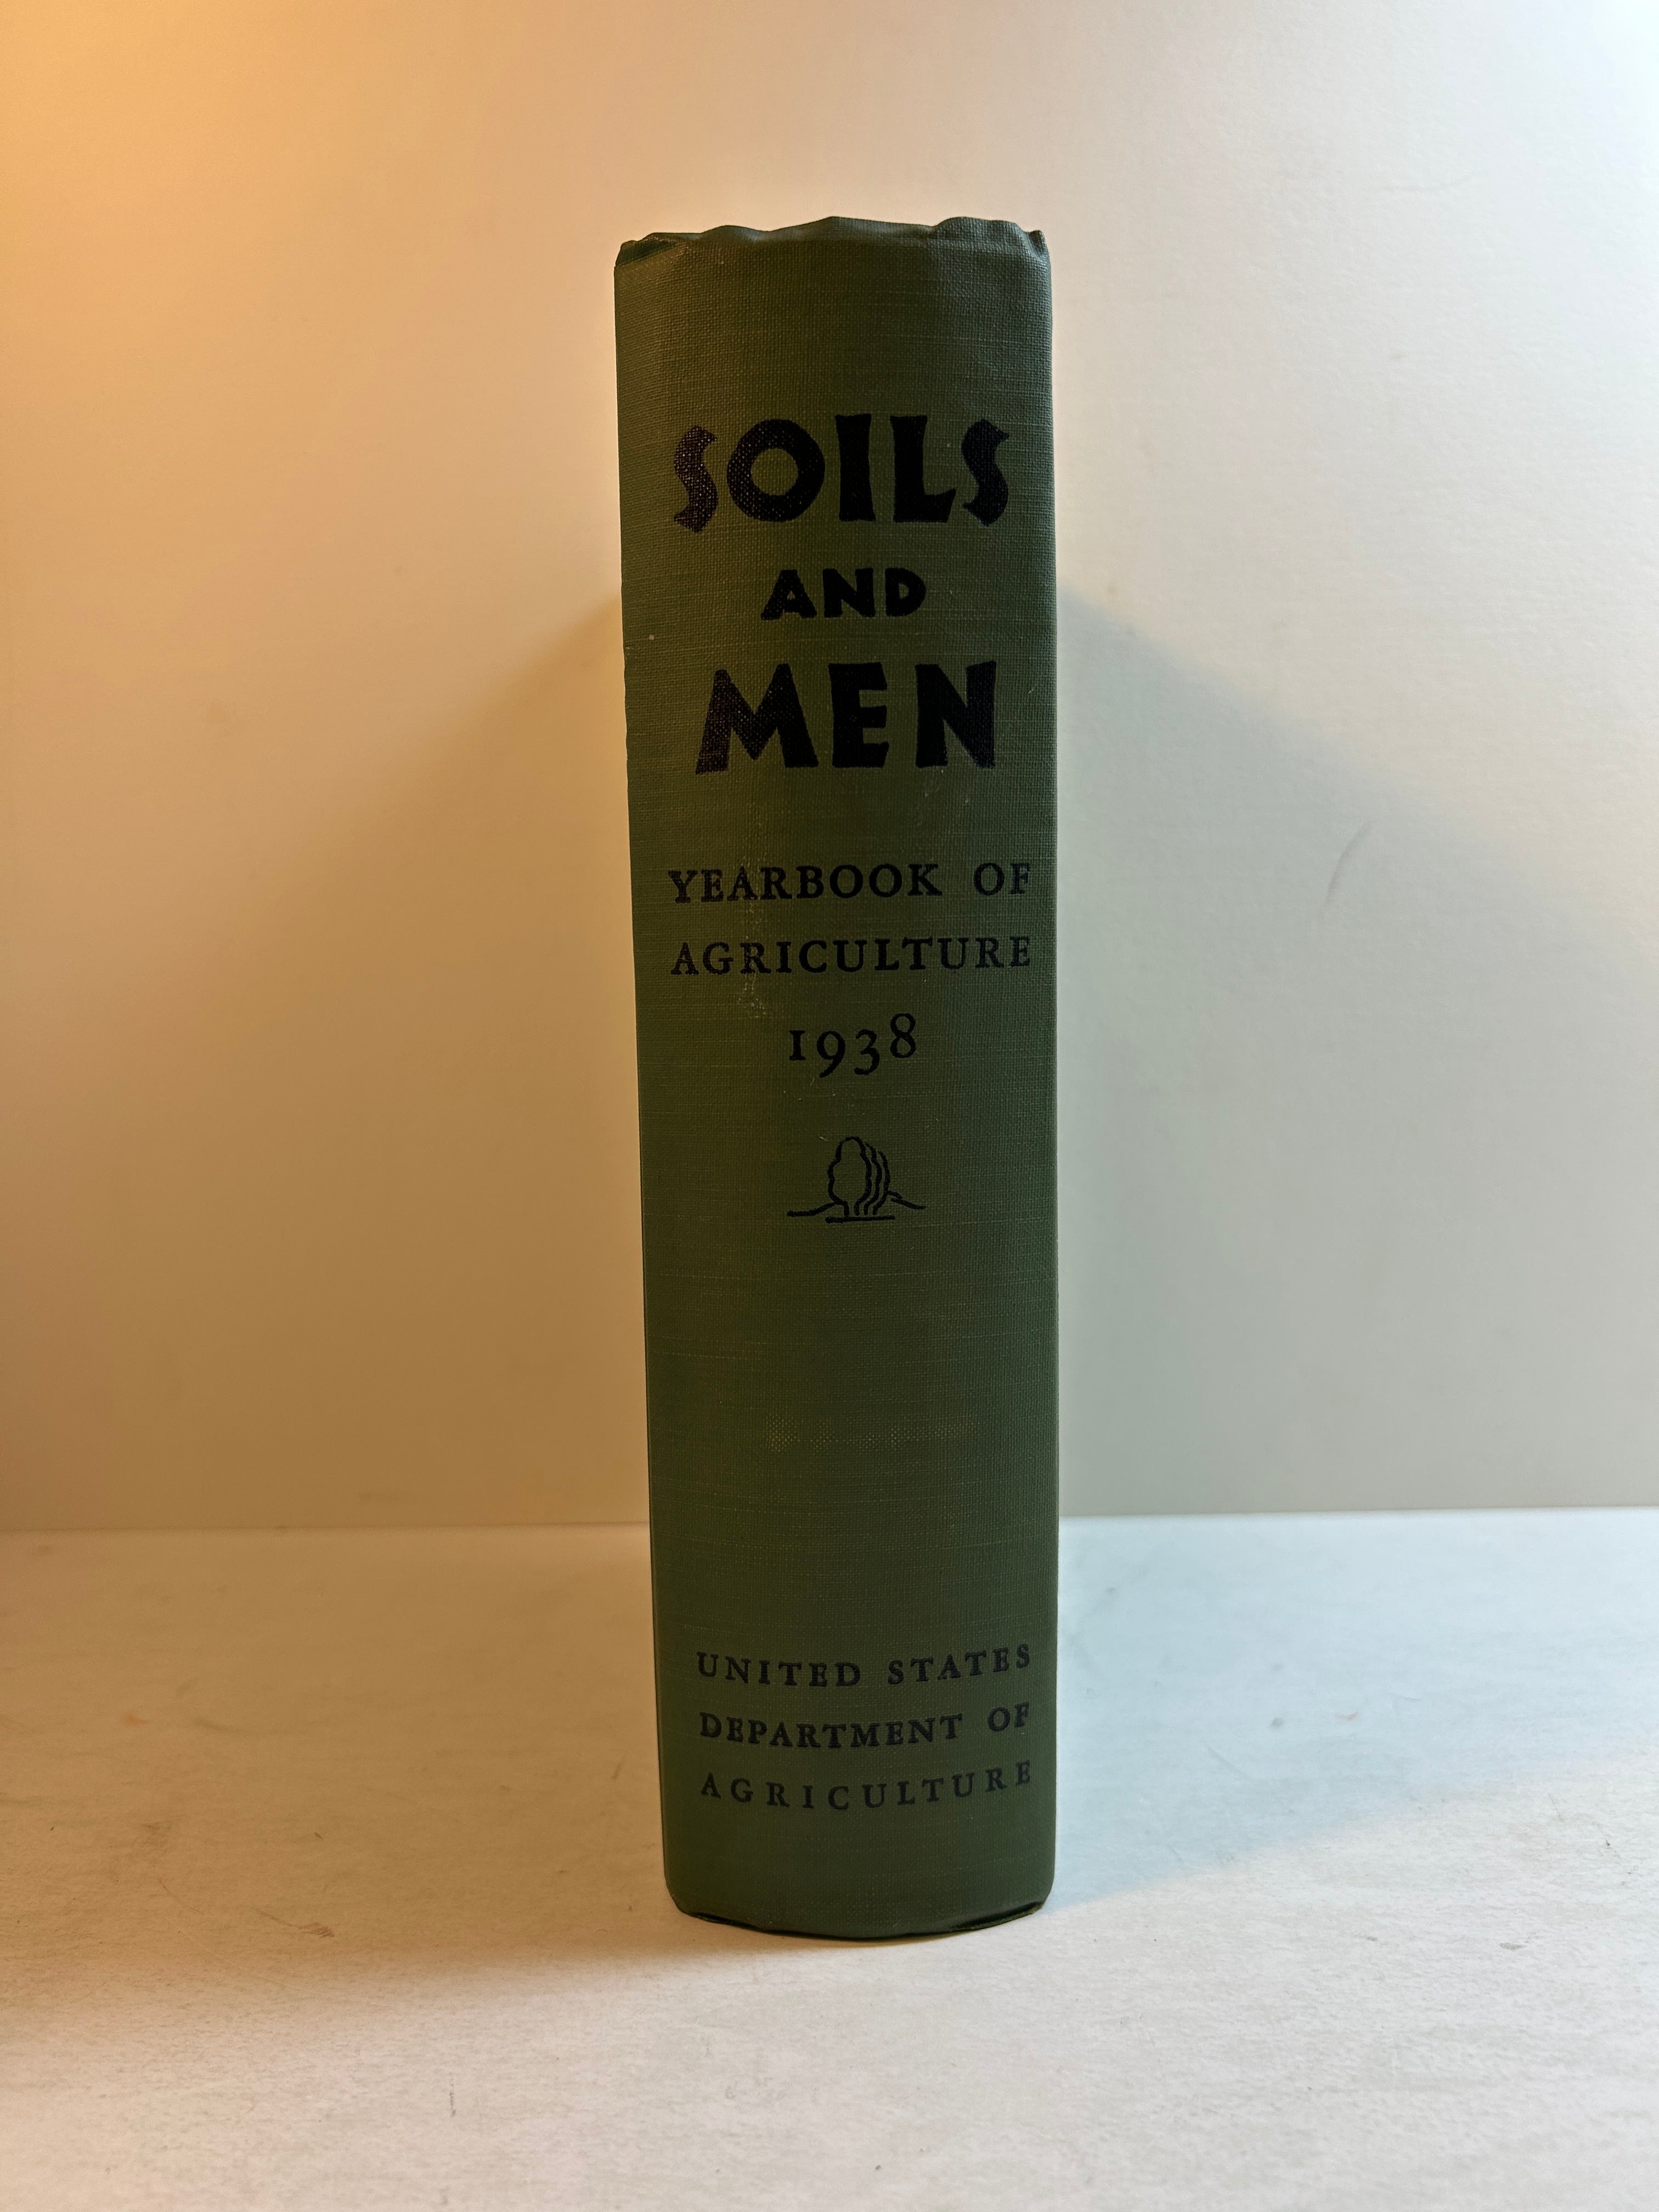 SOILS
AND
MEN
YEARBOOK OF
AGRICULTURE
1938
UNITED STATES
DEPARTMENT OF
AGRICULTURE